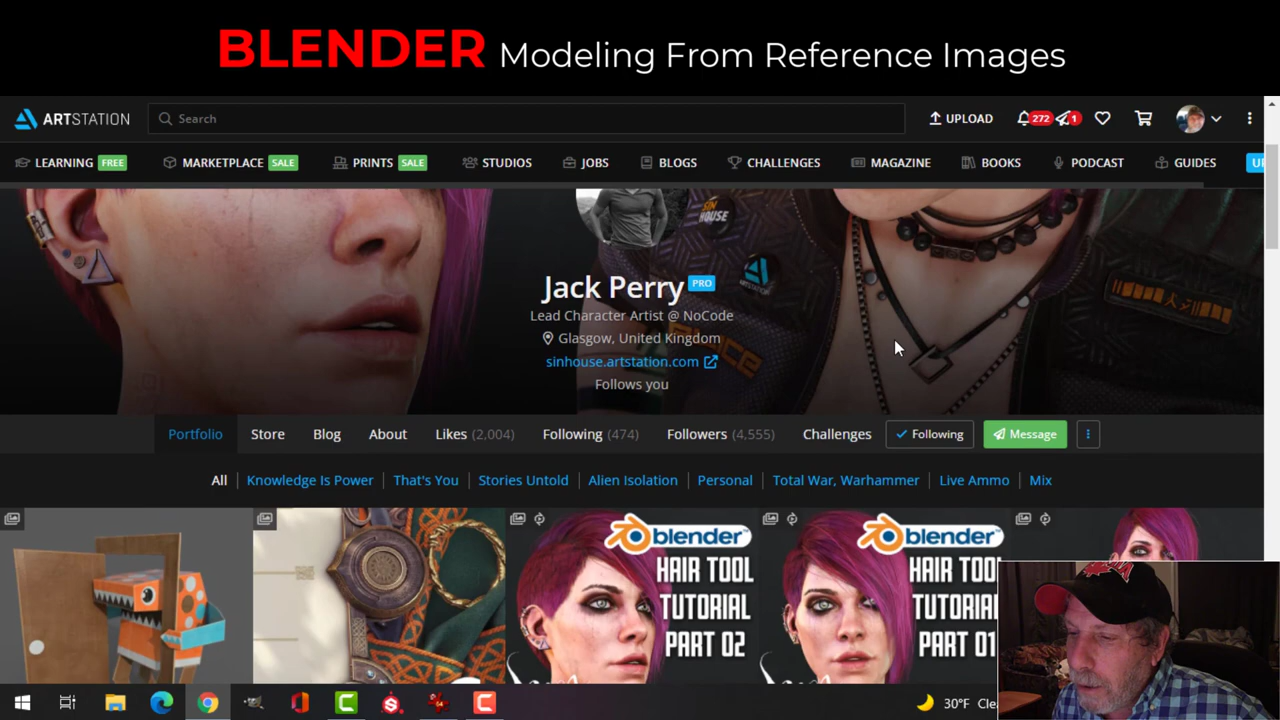 BLENDER Modeling From Reference Images
ARTSTATION
Search
UPLOAD
272
1
LEARNING FREE
MARKETPLACE SALE
PRINTS SALE
STUDIOS
JOBS
BLOGS
CHALLENGES
MAGAZINE
BOOKS
PODCAST
GUIDES
SIN HOUSE
ARTSTATION
Jack Perry PRO
Lead Character Artist @ NoCode
Glasgow, United Kingdom
sinhouse.artstation.com
Follows you
Portfolio
Store
Blog
About
Likes (2,004)
Following (474)
Followers (4,555)
Challenges
Following
Message
All
Knowledge Is Power
That's You
Stories Untold
Alien Isolation
Personal
Total War, Warhammer
Live Ammo
Mix
blender
HAIR TOOL
TUTORIAL
PART 02
blender
HAIR TOOL
TUTORIAL
PART 01
30°F